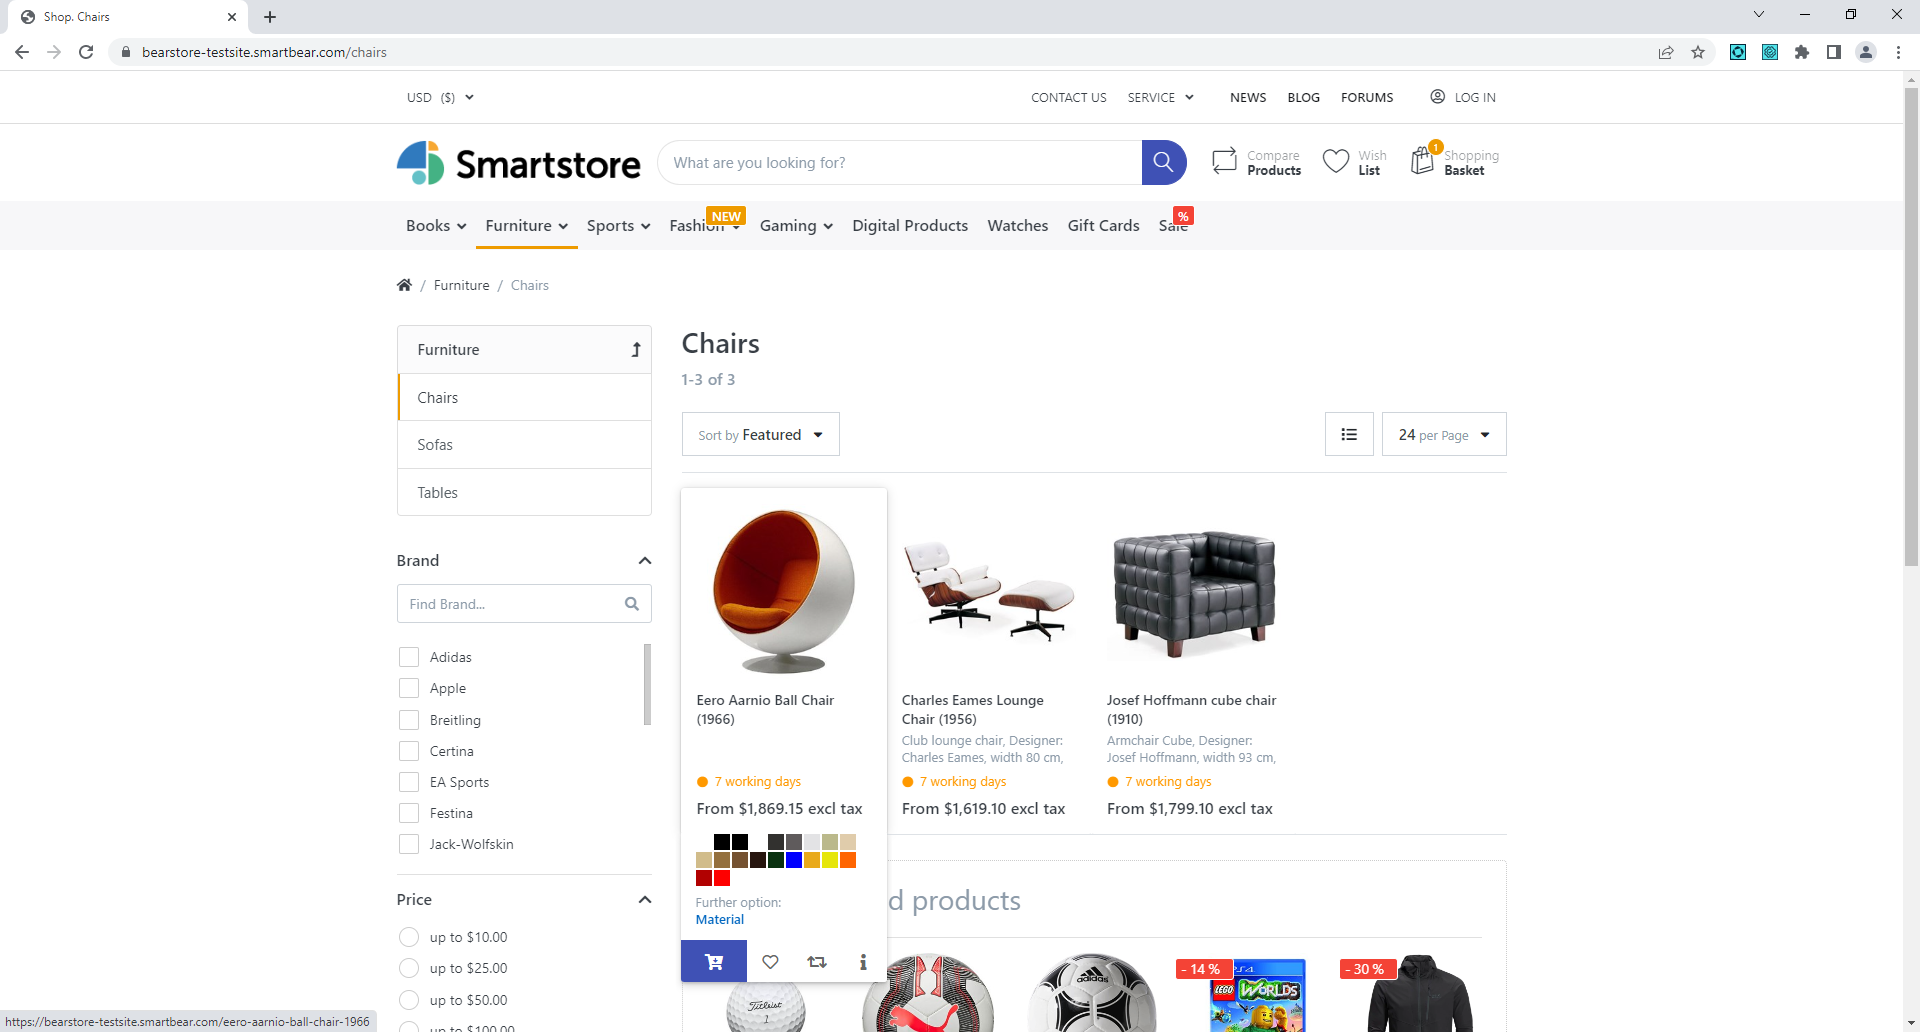 Shop. Chairs
bearstore-testsite.smartbear.com/chairs
USD ($)
CONTACT US
SERVICE
NEWS
BLOG
FORUMS
LOG IN
Smartstore
What are you looking for?
Compare
Products
Wish
List
1
Shopping
Basket
Books
Furniture
Sports
Fashion
NEW
Gaming
Digital Products
Watches
Gift Cards
Sale
%
/ Furniture / Chairs
Furniture
Chairs
Sofas
Tables
Brand
Find Brand...
Adidas
Apple
Breitling
Certina
EA Sports
Festina
Jack-Wolfskin
Price
up to $10.00
up to $25.00
up to $50.00
up to $100.00
Chairs
1-3 of 3
Sort by Featured
24 per Page
Eero Aarnio Ball Chair
(1966)
7 working days
From $1,869.15 excl tax
Further option:
Material
Charles Eames Lounge
Chair (1956)
Club lounge chair, Designer:
Charles Eames, width 80 cm,
7 working days
From $1,619.10 excl tax
Josef Hoffmann cube chair
(1910)
Armchair Cube, Designer:
Josef Hoffmann, width 93 cm,
7 working days
From $1,799.10 excl tax
d products
Titleist
1
adidas
- 14 %
PS4
LEGO
WORLDS
- 30 %
https://bearstore-testsite.smartbear.com/eero-aarnio-ball-chair-1966